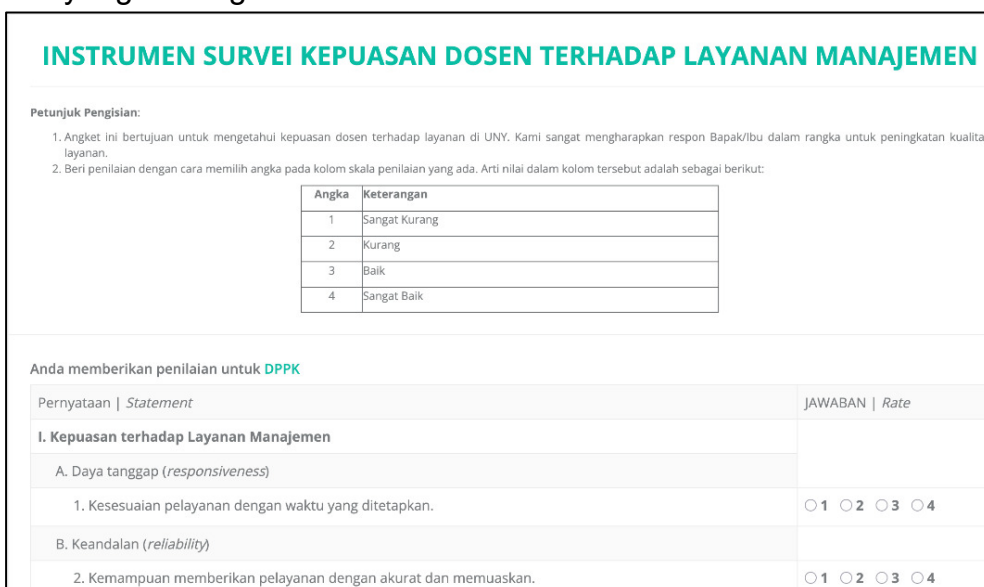 INSTRUMEN SURVEI KEPUASAN DOSEN TERHADAP LAYANAN MANAJEMEN
Petunjuk Pengisian:
1. Angket ini bertujuan untuk mengetahui kepuasan dosen terhadap layanan di UNY. Kami sangat mengharapkan respon Bapak/Ibu dalam rangka untuk peningkatan kualita
layanan.
2. Beri penilaian dengan cara memilih angka pada kolom skala penilaian yang ada. Arti nilai dalam kolom tersebut adalah sebagai berikut:
Angka Keterangan
1 Sangat Kurang
2 Kurang
3 Baik
4 Sangat Baik
Anda memberikan penilaian untuk DPPK
Pernyataan | Statement JAWABAN | Rate
I. Kepuasan terhadap Layanan Manajemen
A. Daya tanggap (responsiveness)
1. Kesesuaian pelayanan dengan waktu yang ditetapkan. 1 2 3 4
B. Keandalan (reliability)
2. Kemampuan memberikan pelayanan dengan akurat dan memuaskan. 1 2 3 4